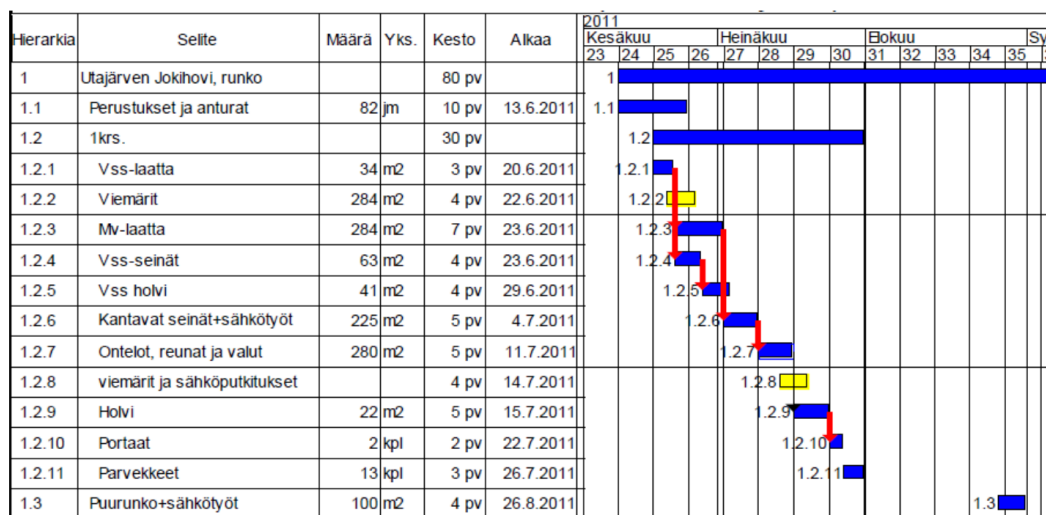 2011
Hierarkia Selite Määrä Yks. Kesto Alkaa Kesäkuu Heinäkuu Elokuu Sy
23 24 25 26 27 28 29 30 31 32 33 34 35
1 Utajärven Jokihovi, runko 80 pv 1
1.1 Perustukset ja anturat 82 jm 10 pv 13.6.2011 1.1
1.2 1krs. 30 pv 1.2
1.2.1 Vss-laatta 34 m2 3 pv 20.6.2011 1.2.1
1.2.2 Viemärit 284 m2 4 pv 22.6.2011 1.2.2
1.2.3 Mv-laatta 284 m2 7 pv 23.6.2011 1.2.3
1.2.4 Vss-seinät 63 m2 4 pv 23.6.2011 1.2.4
1.2.5 Vss holvi 41 m2 4 pv 29.6.2011 1.2.5
1.2.6 Kantavat seinät+sähkötyöt 225 m2 5 pv 4.7.2011 1.2.6
1.2.7 Ontelot, reunat ja valut 280 m2 5 pv 11.7.2011 1.2.7
1.2.8 viemärit ja sähköputkitukset 4 pv 14.7.2011 1.2.8
1.2.9 Holvi 22 m2 5 pv 15.7.2011 1.2.9
1.2.10 Portaat 2 kpl 2 pv 22.7.2011 1.2.10
1.2.11 Parvekkeet 13 kpl 3 pv 26.7.2011 1.2.11
1.3 Puurunko+sähkötyöt 100 m2 4 pv 26.8.2011 1.3